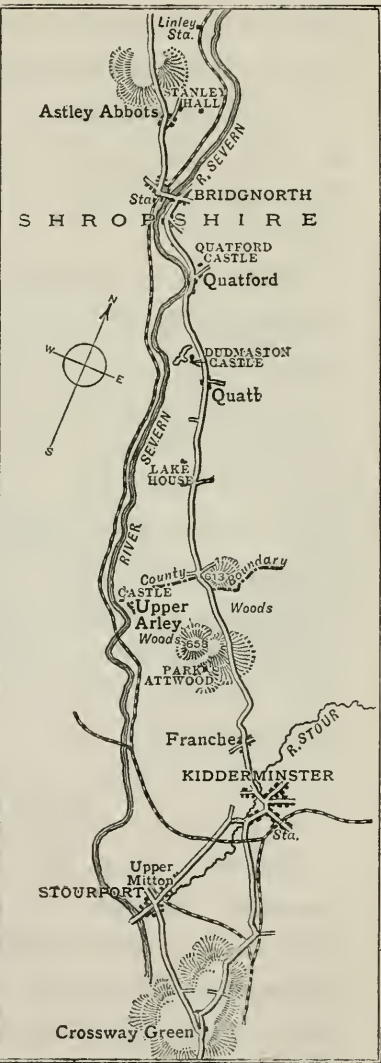 Linley
Sta.
STANLEY
HALL
Astley Abbots
R. SEVERN
Sta.
BRIDGNORTH
SHROPSHIRE
QUATFORD
CASTLE
Quatford
N
W
E
S
DUDMASTON
CASTLE
Quatt
SEVERN
LAKE
HOUSE
RIVER
County
613
Boundary
CASTLE
Upper
Arley
Woods
Woods
PARK
ATTWOOD
R. STOUR
Franche
KIDDERMINSTER
Sta.
Upper
Mitton
STOURPORT
Crossway Green